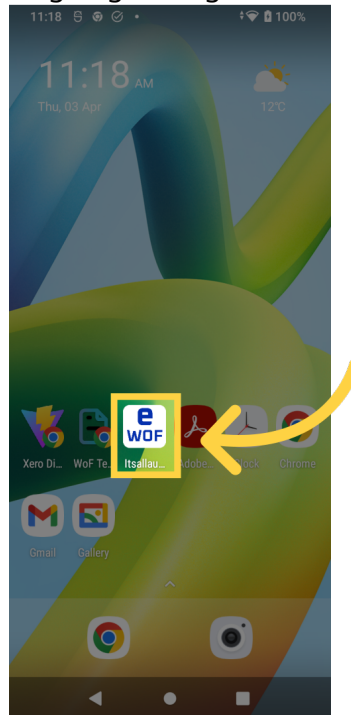 11:18
100%
11:18 AM
Thu, 03 Apr
12°C
e
WOF
Xero Di... WoF Te... Itsallau... Adobe... Clock Chrome
Gmail Gallery